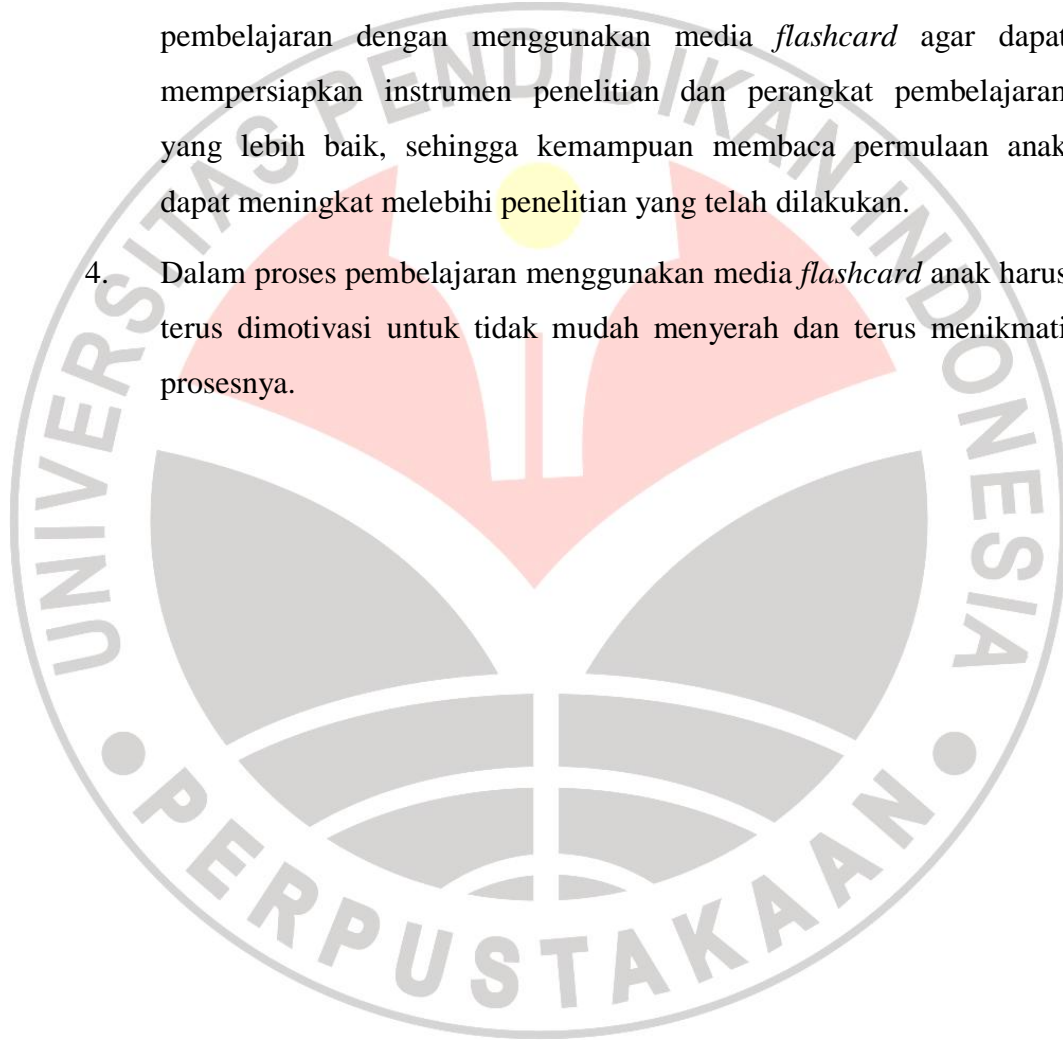 pembelajaran dengan menggunakan media flashcard agar dapat
mempersiapkan instrumen penelitian dan perangkat pembelajaran
yang lebih baik, sehingga kemampuan membaca permulaan anak
dapat meningkat melebihi penelitian yang telah dilakukan.
4. Dalam proses pembelajaran menggunakan media flashcard anak harus
terus dimotivasi untuk tidak mudah menyerah dan terus menikmati
prosesnya.
UNIVERSITAS PENDIDIKAN INDONESIA
PERPUSTAKAAN